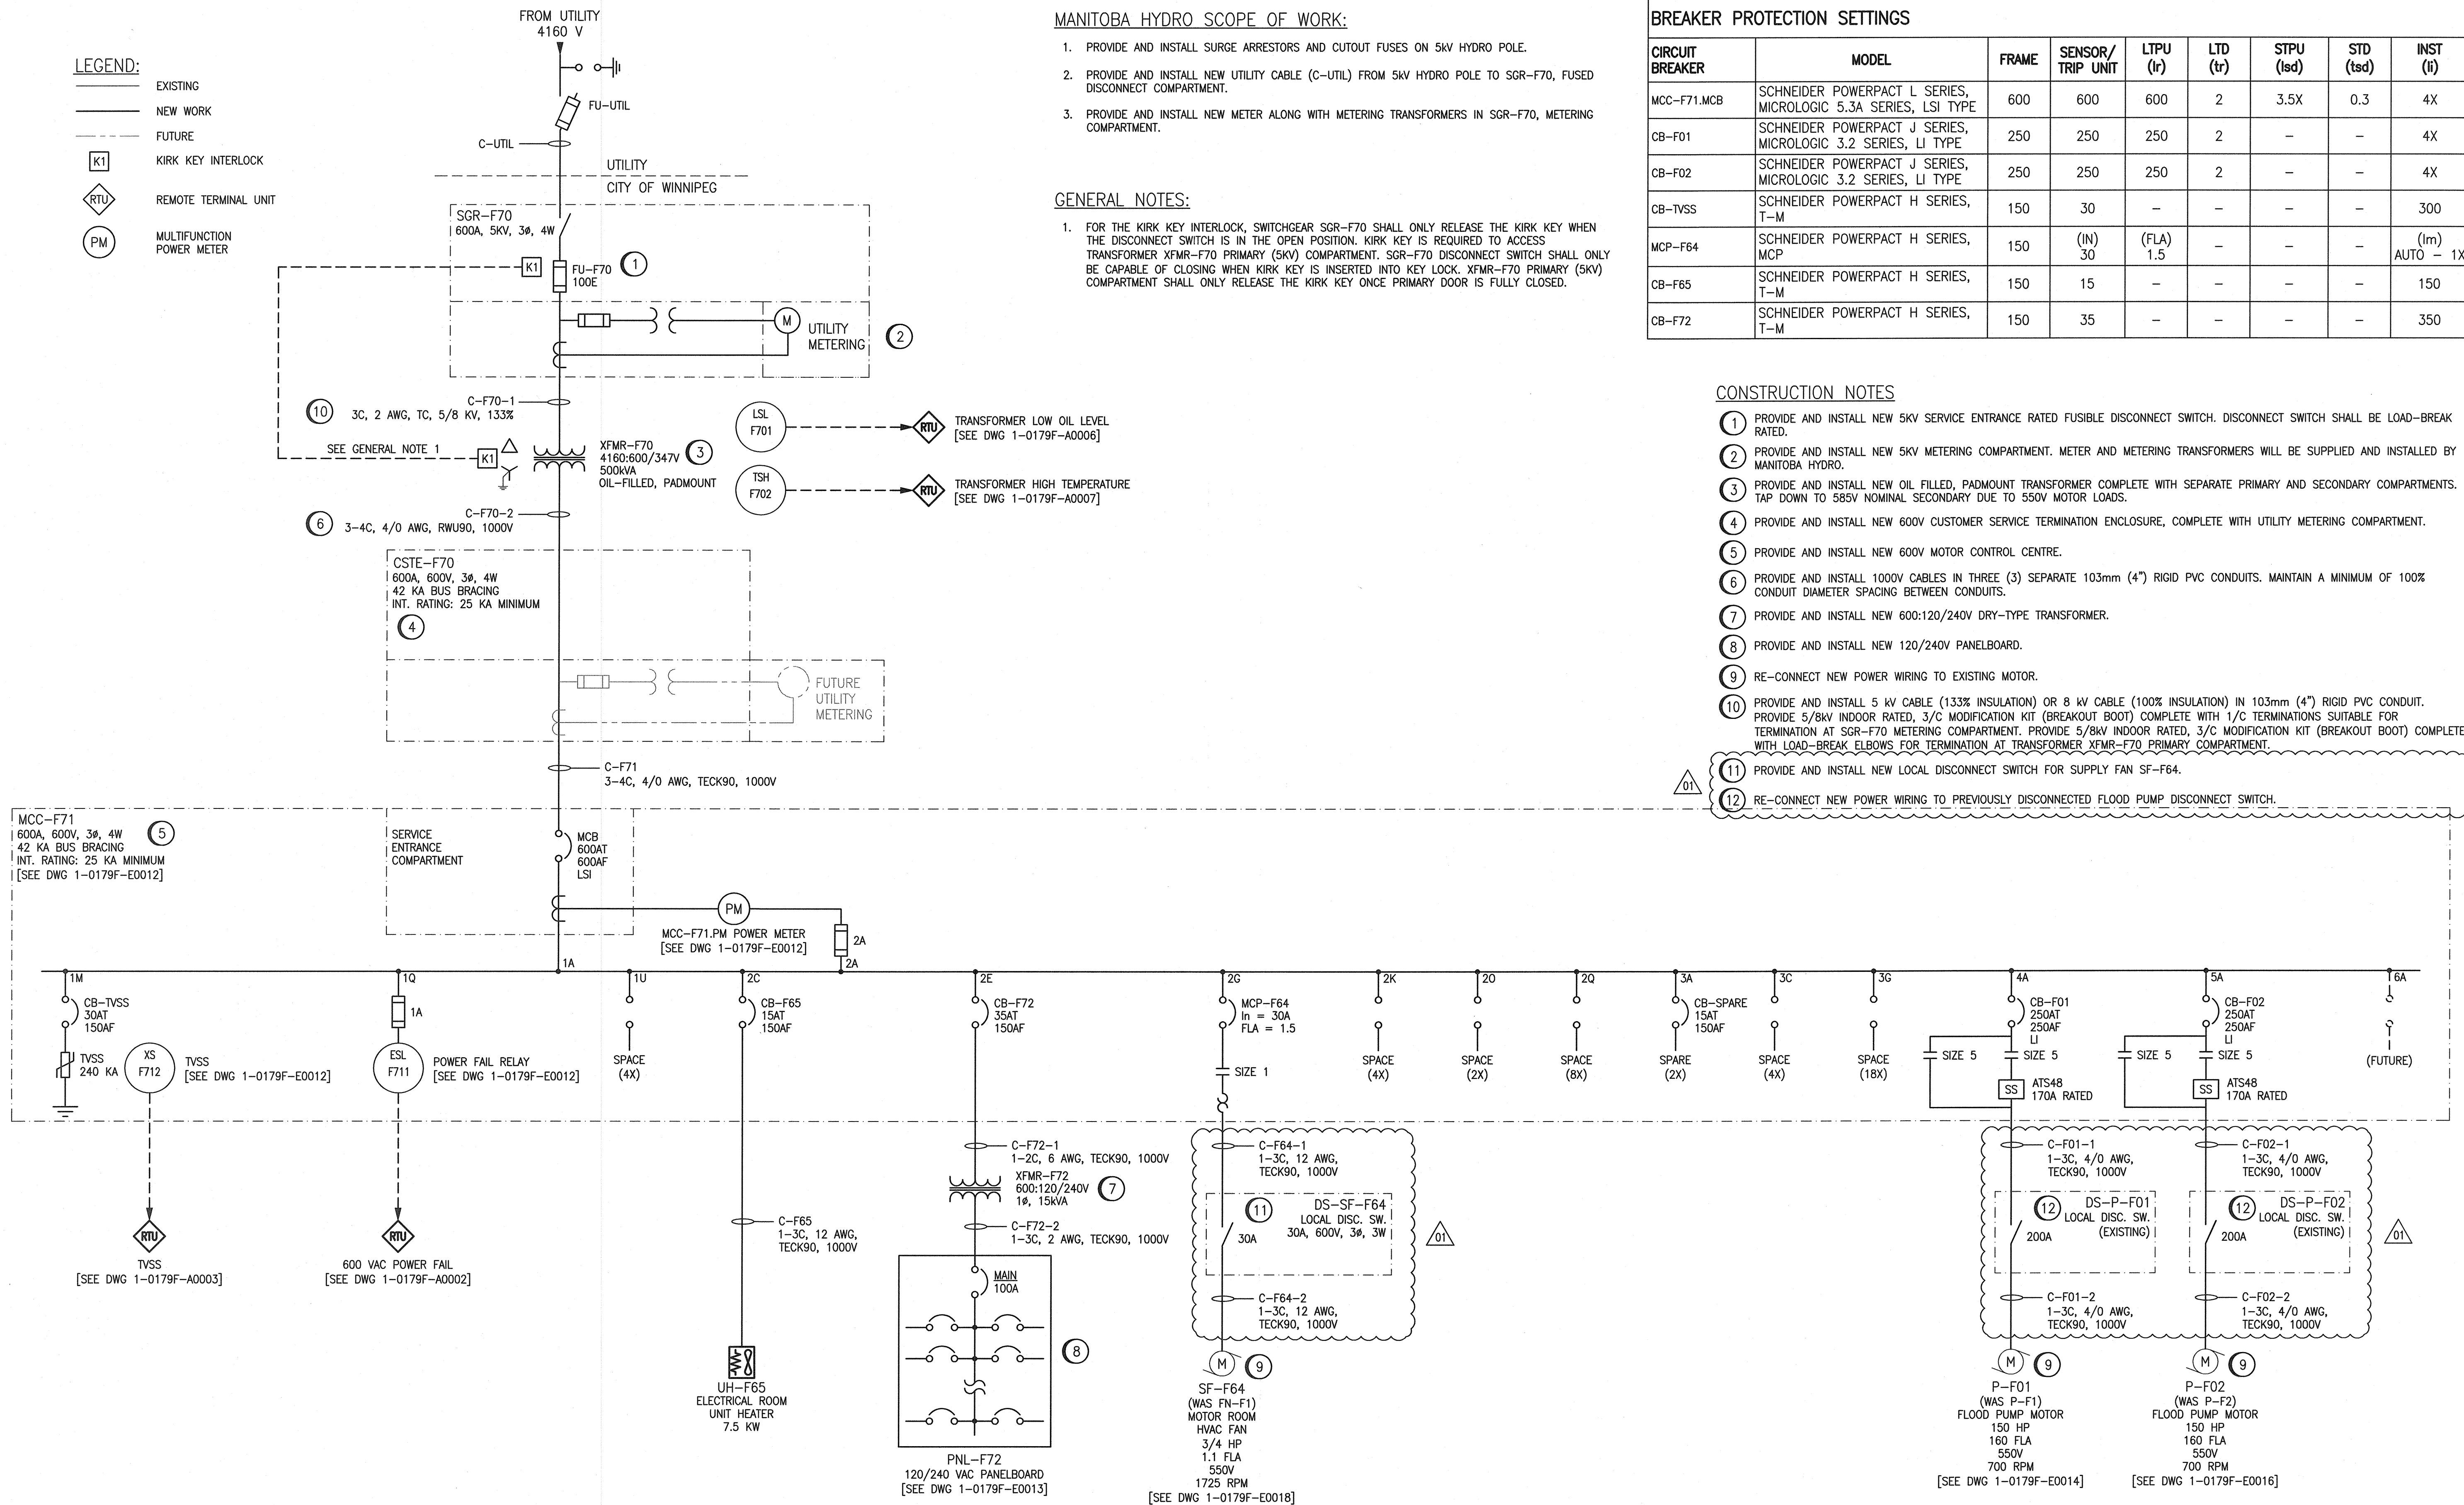 FROM UTILITY
4160 V
LEGEND:
EXISTING
NEW WORK
FUTURE
K1
KIRK KEY INTERLOCK
RTU
REMOTE TERMINAL UNIT
PM
MULTIFUNCTION
POWER METER
FU-UTIL
C-UTIL
UTILITY
CITY OF WINNIPEG
SGR-F70
600A, 5KV, 3ø, 4W
K1
FU-F70
100E
1
M
UTILITY
METERING
2
C-F70-1
10
3C, 2 AWG, TC, 5/8 KV, 133%
SEE GENERAL NOTE 1
K1
XFMR-F70
4160:600/347V
500kVA
OIL-FILLED, PADMOUNT
3
LSL
F701
RTU
TRANSFORMER LOW OIL LEVEL
[SEE DWG 1-0179F-A0006]
TSH
F702
RTU
TRANSFORMER HIGH TEMPERATURE
[SEE DWG 1-0179F-A0007]
C-F70-2
6
3-4C, 4/0 AWG, RWU90, 1000V
CSTE-F70
600A, 600V, 3ø, 4W
42 KA BUS BRACING
INT. RATING: 25 KA MINIMUM
4
FUTURE
UTILITY
METERING
C-F71
3-4C, 4/0 AWG, TECK90, 1000V
MANITOBA HYDRO SCOPE OF WORK:
1. PROVIDE AND INSTALL SURGE ARRESTORS AND CUTOUT FUSES ON 5kV HYDRO POLE.
2. PROVIDE AND INSTALL NEW UTILITY CABLE (C-UTIL) FROM 5kV HYDRO POLE TO SGR-F70, FUSED
DISCONNECT COMPARTMENT.
3. PROVIDE AND INSTALL NEW METER ALONG WITH METERING TRANSFORMERS IN SGR-F70, METERING
COMPARTMENT.
GENERAL NOTES:
1. FOR THE KIRK KEY INTERLOCK, SWITCHGEAR SGR-F70 SHALL ONLY RELEASE THE KIRK KEY WHEN
THE DISCONNECT SWITCH IS IN THE OPEN POSITION. KIRK KEY IS REQUIRED TO ACCESS
TRANSFORMER XFMR-F70 PRIMARY (5KV) COMPARTMENT. SGR-F70 DISCONNECT SWITCH SHALL ONLY
BE CAPABLE OF CLOSING WHEN KIRK KEY IS INSERTED INTO KEY LOCK. XFMR-F70 PRIMARY (5KV)
COMPARTMENT SHALL ONLY RELEASE THE KIRK KEY ONCE PRIMARY DOOR IS FULLY CLOSED.
BREAKER PROTECTION SETTINGS
CIRCUIT BREAKER MODEL FRAME SENSOR/ TRIP UNIT LTPU (Ir) LTD (tr) STPU (Isd) STD (tsd) INST (Ii)
MCC-F71.MCB SCHNEIDER POWERPACT L SERIES, MICROLOGIC 5.3A SERIES, LSI TYPE 600 600 600 2 3.5X 0.3 4X
CB-F01 SCHNEIDER POWERPACT J SERIES, MICROLOGIC 3.2 SERIES, LI TYPE 250 250 250 2 - - 4X
CB-F02 SCHNEIDER POWERPACT J SERIES, MICROLOGIC 3.2 SERIES, LI TYPE 250 250 250 2 - - 4X
CB-TVSS SCHNEIDER POWERPACT H SERIES, T-M 150 30 - - - - 300
MCP-F64 SCHNEIDER POWERPACT H SERIES, MCP 150 (IN) 30 (FLA) 1.5 - - - (Im) AUTO - 1X
CB-F65 SCHNEIDER POWERPACT H SERIES, T-M 150 15 - - - - 150
CB-F72 SCHNEIDER POWERPACT H SERIES, T-M 150 35 - - - - 350
CONSTRUCTION NOTES
1 PROVIDE AND INSTALL NEW 5KV SERVICE ENTRANCE RATED FUSIBLE DISCONNECT SWITCH. DISCONNECT SWITCH SHALL BE LOAD-BREAK
RATED.
2 PROVIDE AND INSTALL NEW 5KV METERING COMPARTMENT. METER AND METERING TRANSFORMERS WILL BE SUPPLIED AND INSTALLED BY
MANITOBA HYDRO.
3 PROVIDE AND INSTALL NEW OIL FILLED, PADMOUNT TRANSFORMER COMPLETE WITH SEPARATE PRIMARY AND SECONDARY COMPARTMENTS.
TAP DOWN TO 585V NOMINAL SECONDARY DUE TO 550V MOTOR LOADS.
4 PROVIDE AND INSTALL NEW 600V CUSTOMER SERVICE TERMINATION ENCLOSURE, COMPLETE WITH UTILITY METERING COMPARTMENT.
5 PROVIDE AND INSTALL NEW 600V MOTOR CONTROL CENTRE.
6 PROVIDE AND INSTALL 1000V CABLES IN THREE (3) SEPARATE 103mm (4") RIGID PVC CONDUITS. MAINTAIN A MINIMUM OF 100%
CONDUIT DIAMETER SPACING BETWEEN CONDUITS.
7 PROVIDE AND INSTALL NEW 600:120/240V DRY-TYPE TRANSFORMER.
8 PROVIDE AND INSTALL NEW 120/240V PANELBOARD.
9 RE-CONNECT NEW POWER WIRING TO EXISTING MOTOR.
10 PROVIDE AND INSTALL 5 kV CABLE (133% INSULATION) OR 8 kV CABLE (100% INSULATION) IN 103mm (4") RIGID PVC CONDUIT.
PROVIDE 5/8kV INDOOR RATED, 3/C MODIFICATION KIT (BREAKOUT BOOT) COMPLETE WITH 1/C TERMINATIONS SUITABLE FOR
TERMINATION AT SGR-F70 METERING COMPARTMENT. PROVIDE 5/8kV INDOOR RATED, 3/C MODIFICATION KIT (BREAKOUT BOOT) COMPLETE
WITH LOAD-BREAK ELBOWS FOR TERMINATION AT TRANSFORMER XFMR-F70 PRIMARY COMPARTMENT.
11 PROVIDE AND INSTALL NEW LOCAL DISCONNECT SWITCH FOR SUPPLY FAN SF-F64.
01
12 RE-CONNECT NEW POWER WIRING TO PREVIOUSLY DISCONNECTED FLOOD PUMP DISCONNECT SWITCH.
MCC-F71
600A, 600V, 3ø, 4W
5
42 KA BUS BRACING
INT. RATING: 25 KA MINIMUM
[SEE DWG 1-0179F-E0012]
SERVICE
ENTRANCE
COMPARTMENT
MCB
600AT
600AF
LSI
PM
MCC-F71.PM POWER METER
[SEE DWG 1-0179F-E0012]
2A
2A
1A
1M
CB-TVSS
30AT
150AF
TVSS
240 KA
XS
F712
TVSS
[SEE DWG 1-0179F-E0012]
RTU
TVSS
[SEE DWG 1-0179F-A0003]
1Q
1A
ESL
F711
POWER FAIL RELAY
[SEE DWG 1-0179F-E0012]
RTU
600 VAC POWER FAIL
[SEE DWG 1-0179F-A0002]
1U
SPACE
(4X)
2C
CB-F65
15AT
150AF
C-F65
1-3C, 12 AWG,
TECK90, 1000V
UH-F65
ELECTRICAL ROOM
UNIT HEATER
7.5 KW
2E
CB-F72
35AT
150AF
C-F72-1
1-2C, 6 AWG, TECK90, 1000V
XFMR-F72
600:120/240V
1ø, 15kVA
7
C-F72-2
1-3C, 2 AWG, TECK90, 1000V
MAIN
100A
8
PNL-F72
120/240 VAC PANELBOARD
[SEE DWG 1-0179F-E0013]
2G
MCP-F64
In = 30A
FLA = 1.5
SIZE 1
C-F64-1
1-3C, 12 AWG,
TECK90, 1000V
11
DS-SF-F64
LOCAL DISC. SW.
30A, 600V, 3ø, 3W
30A
01
C-F64-2
1-3C, 12 AWG,
TECK90, 1000V
M
9
SF-F64
(WAS FN-F1)
MOTOR ROOM
HVAC FAN
3/4 HP
1.1 FLA
550V
1725 RPM
[SEE DWG 1-0179F-E0018]
2K
SPACE
(4X)
2O
SPACE
(2X)
2Q
SPACE
(8X)
3A
CB-SPARE
15AT
150AF
SPARE
(2X)
3C
SPACE
(4X)
3G
SPACE
(18X)
4A
CB-F01
250AT
250AF
LI
SIZE 5
SIZE 5
SS
ATS48
170A RATED
C-F01-1
1-3C, 4/0 AWG,
TECK90, 1000V
12
DS-P-F01
LOCAL DISC. SW.
(EXISTING)
200A
C-F01-2
1-3C, 4/0 AWG,
TECK90, 1000V
M
9
P-F01
(WAS P-F1)
FLOOD PUMP MOTOR
150 HP
160 FLA
550V
700 RPM
[SEE DWG 1-0179F-E0014]
5A
CB-F02
250AT
250AF
LI
SIZE 5
SIZE 5
SS
ATS48
170A RATED
C-F02-1
1-3C, 4/0 AWG,
TECK90, 1000V
12
DS-P-F02
LOCAL DISC. SW.
(EXISTING)
200A
01
C-F02-2
1-3C, 4/0 AWG,
TECK90, 1000V
M
9
P-F02
(WAS P-F2)
FLOOD PUMP MOTOR
150 HP
160 FLA
550V
700 RPM
[SEE DWG 1-0179F-E0016]
6A
(FUTURE)